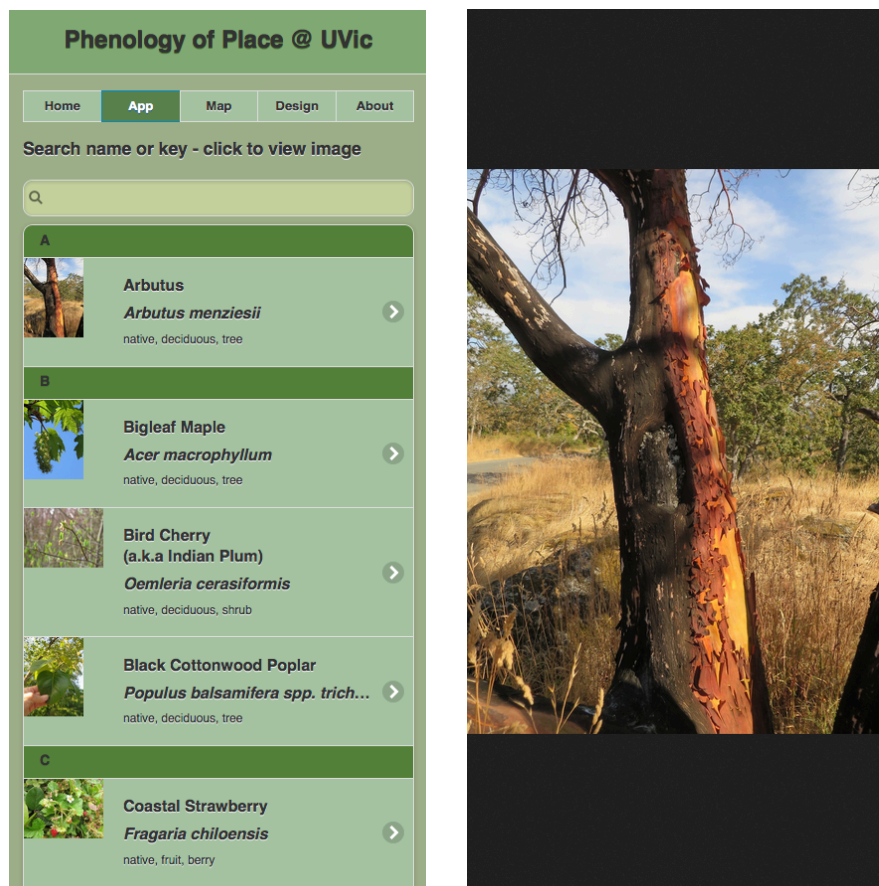 Phenology of Place @ UVic
Home App Map Design About
Search name or key - click to view image
A
Arbutus
Arbutus menziesii
native, deciduous, tree
B
Bigleaf Maple
Acer macrophyllum
native, deciduous, tree
Bird Cherry
(a.k.a Indian Plum)
Oemleria cerasiformis
native, deciduous, shrub
Black Cottonwood Poplar
Populus balsamifera spp. trich...
native, deciduous, tree
C
Coastal Strawberry
Fragaria chiloensis
native, fruit, berry